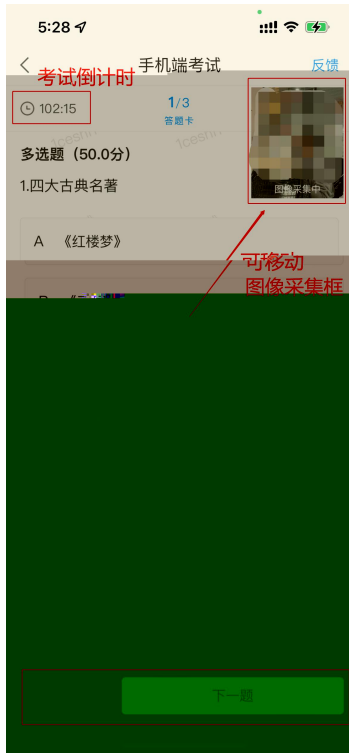 5:28
手机端考试
反馈
考试倒计时
102:15
1/3
答题卡
1ceshi
1ceshi
图像采集中
多选题（50.0分）
1.四大古典名著
A 《红楼梦》
可移动
图像采集框
下一题